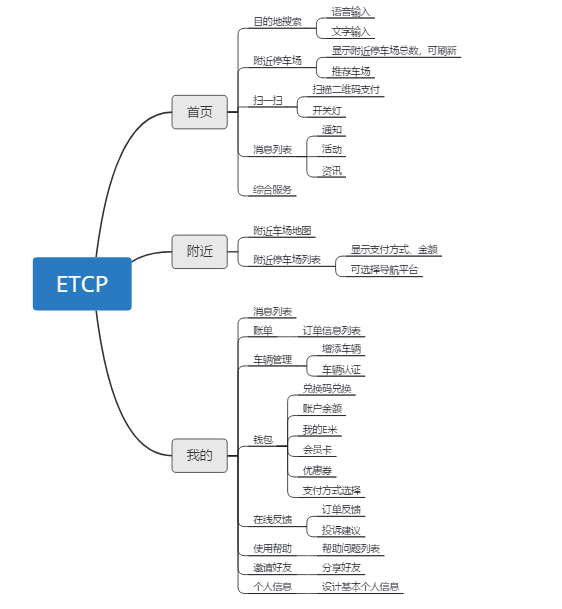 ETCP
首页
目的地搜索
语音输入
文字输入
附近停车场
显示附近停车场总数，可刷新
推荐车场
扫一扫
扫描二维码支付
开关灯
消息列表
通知
活动
资讯
综合服务
附近
附近车场地图
附近停车场列表
显示支付方式、金额
可选择导航平台
我的
消息列表
账单
订单信息列表
车辆管理
增添车辆
车辆认证
钱包
兑换码兑换
账户余额
我的E米
会员卡
优惠券
支付方式选择
在线反馈
订单反馈
投诉建议
使用帮助
帮助问题列表
邀请好友
分享好友
个人信息
设计基本个人信息